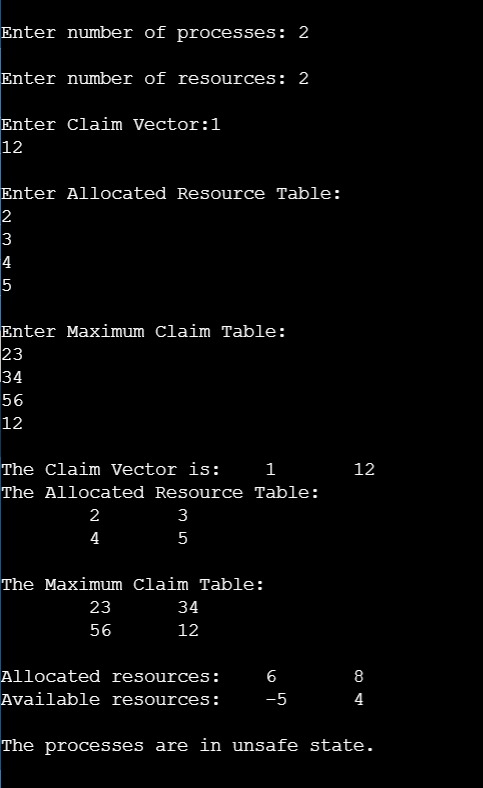 Enter number of processes: 2
Enter number of resources: 2
Enter Claim Vector:1
12
Enter Allocated Resource Table:
2
3
4
5
Enter Maximum Claim Table:
23
34
56
12
The Claim Vector is: 1 12
The Allocated Resource Table:
2 3
4 5
The Maximum Claim Table:
23 34
56 12
Allocated resources: 6 8
Available resources: -5 4
The processes are in unsafe state.